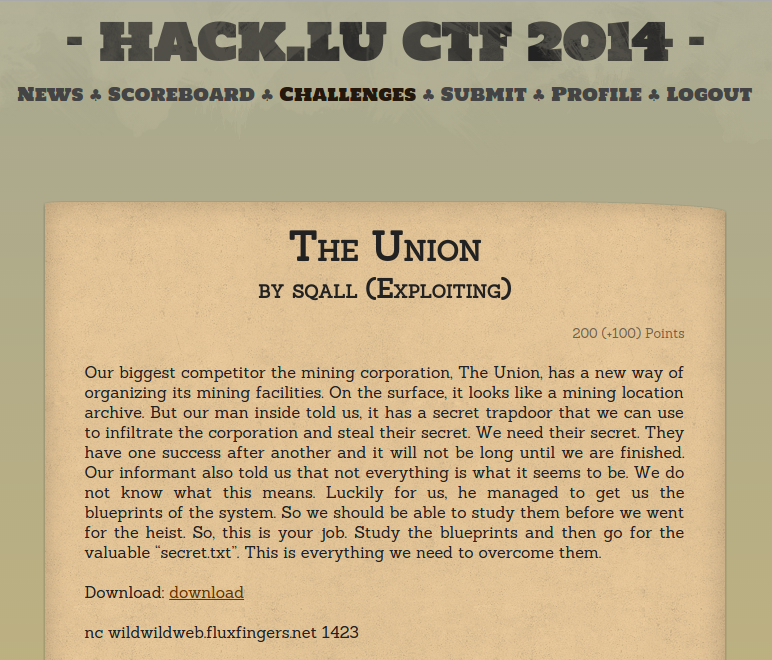 - HACK.LU CTF 2014 -
News ♣ Scoreboard ♣ Challenges ♣ Submit ♣ Profile ♣ Logout
The Union
by sqall (Exploiting)
200 (+100) Points
Our biggest competitor the mining corporation, The Union, has a new way of
organizing its mining facilities. On the surface, it looks like a mining location
archive. But our man inside told us, it has a secret trapdoor that we can use
to infiltrate the corporation and steal their secret. We need their secret. They
have one success after another and it will not be long until we are finished.
Our informant also told us that not everything is what it seems to be. We do
not know what this means. Luckily for us, he managed to get us the
blueprints of the system. So we should be able to study them before we went
for the heist. So, this is your job. Study the blueprints and then go for the
valuable “secret.txt”. This is everything we need to overcome them.
Download: download
nc wildwildweb.fluxfingers.net 1423